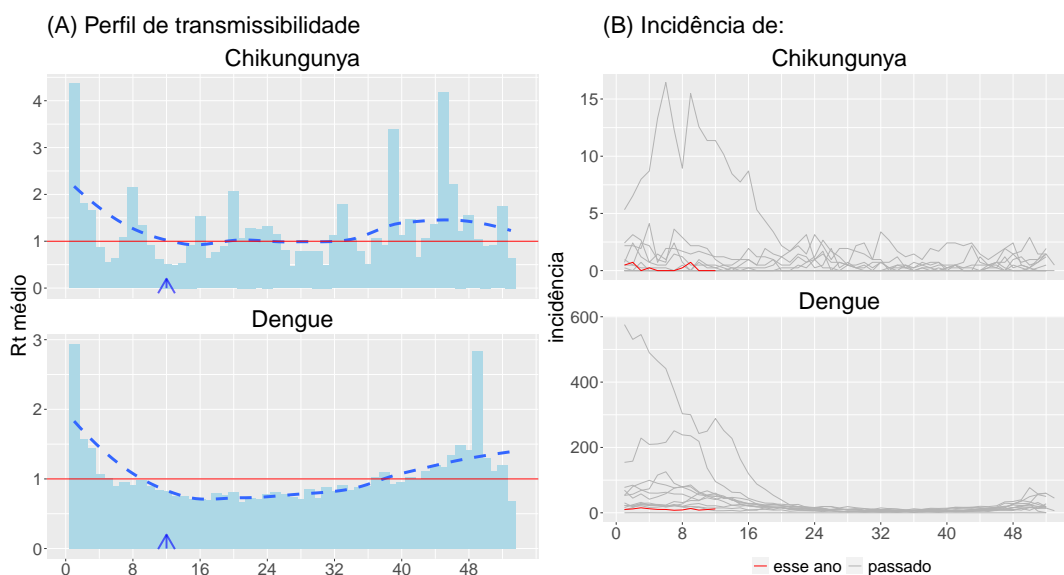 (A) Perfil de transmissibilidade
Chikungunya
4
3
2
1
0
Dengue
3
2
1
0
0 8 16 24 32 40 48
Rt médio
(B) Incidência de:
Chikungunya
15
10
5
0
Dengue
600
400
200
0
0 8 16 24 32 40 48
incidência
esse ano passado